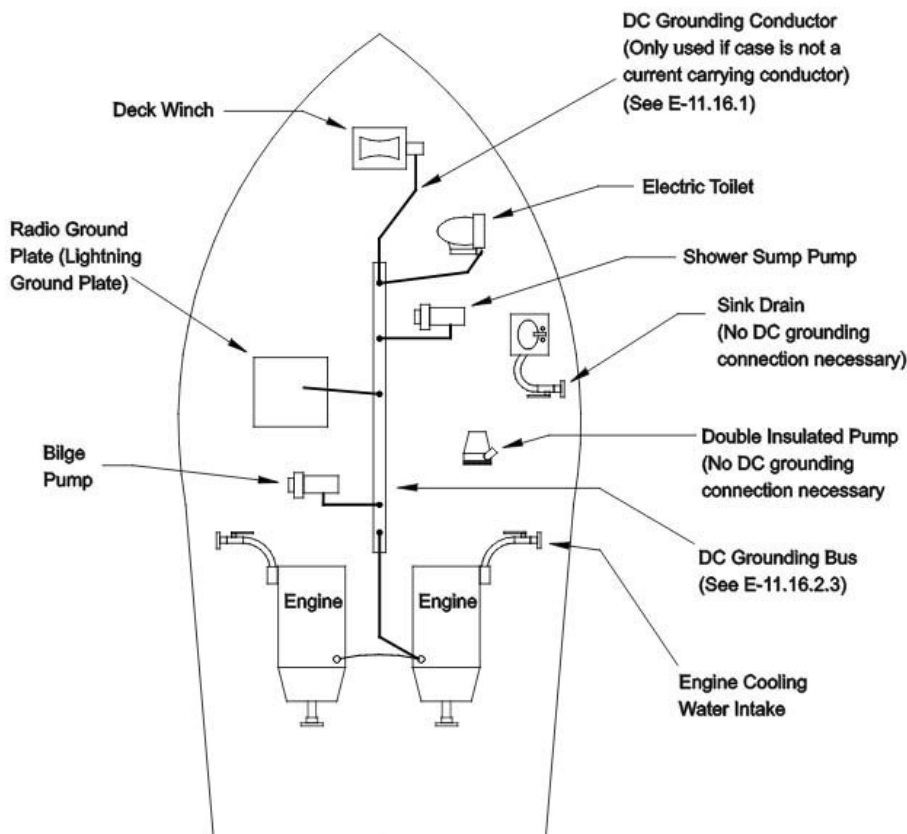 DC Grounding Conductor
(Only used if case is not a
current carrying conductor)
(See E-11.16.1)
Deck Winch
Electric Toilet
Radio Ground
Plate (Lightning
Ground Plate)
Shower Sump Pump
Sink Drain
(No DC grounding
connection necessary)
Double Insulated Pump
(No DC grounding
connection necessary
Bilge
Pump
DC Grounding Bus
(See E-11.16.2.3)
Engine
Engine
Engine Cooling
Water Intake